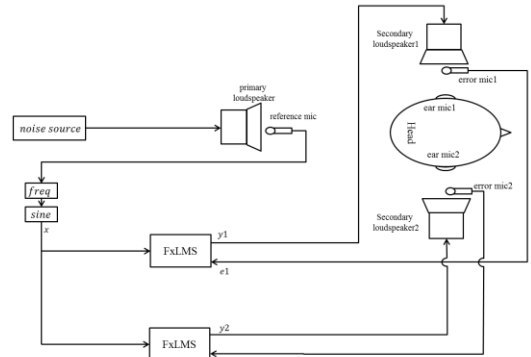 Secondary
loudspeaker1
error mic1
primary
loudspeaker
reference mic
noise source
ear mic1
Head
ear mic2
error mic2
freq
sine
x
Secondary
loudspeaker2
FxLMS
y1
e1
FxLMS
y2